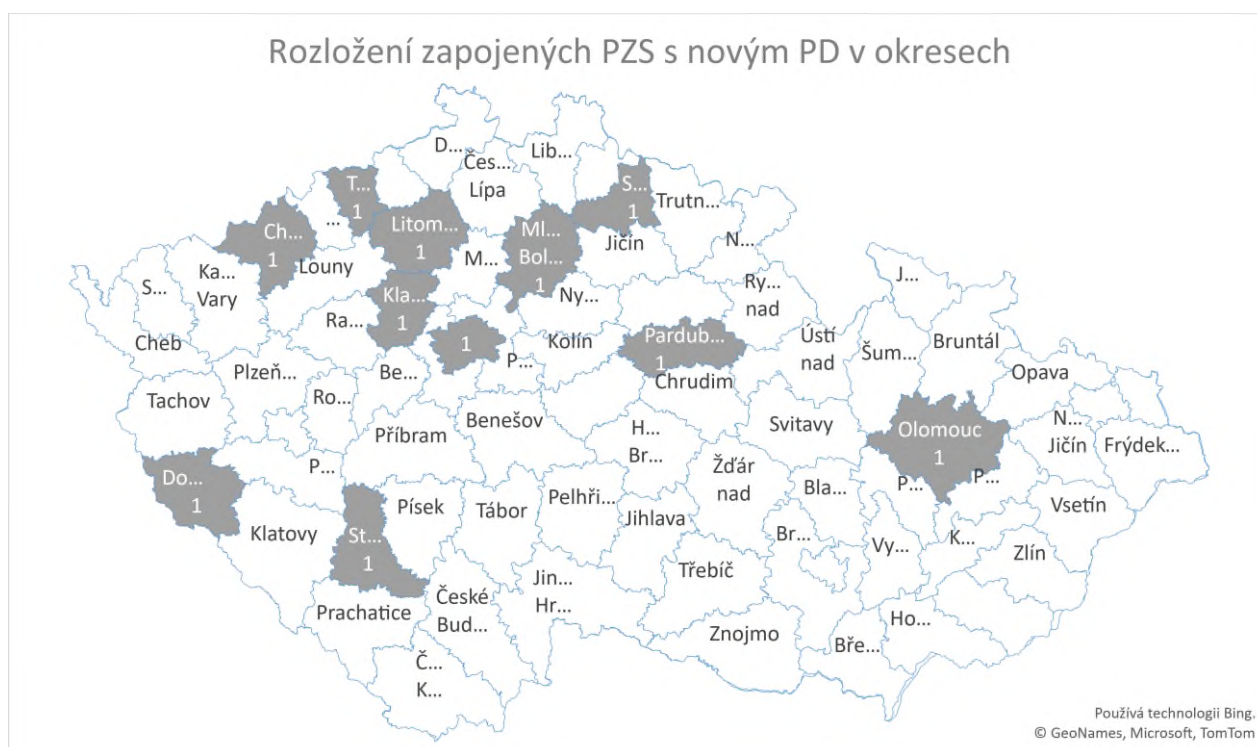 Rozložení zapojených PZS s novým PD v okresech
D...
Lib...
Čes...
Lípa
T...
1
S...
1
Trutn...
Litom...
1
Ch...
1
...
Ml...
Bol...
1
Jičín
N...
Louny
M...
Ka...
Vary
S...
J...
Kla...
1
Ny...
Ry...
nad
Ra...
Cheb
1
P...
Kolín
Pardub...
1
Ústí
nad
Šum...
Bruntál
Plzeň...
Be...
Chrudim
Opava
Tachov
Ro...
Benešov
Příbram
Svitavy
Olomouc
1
N...
Jičín
Frýdek...
H...
Br...
P...
Do...
1
Žďár
nad
P...
P...
Bla...
Písek
Tábor
Pelhři...
Vsetín
Klatovy
St...
1
Jihlava
Br...
Vy...
K...
Zlín
Třebíč
Jin...
Hr...
Prachatice
České
Bud...
Znojmo
Ho...
Bře...
Č...
K...
Používá technologii Bing.
© GeoNames, Microsoft, TomTom